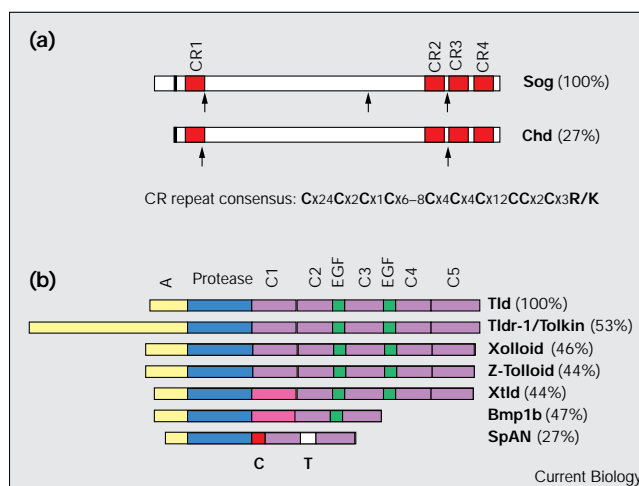 (a)
CR1 CR2 CR3 CR4
Sog (100%)
Chd (27%)
CR repeat consensus: Cx24Cx2Cx1Cx6–8Cx4Cx4Cx12CCx2Cx3R/K
(b)
A Protease C1 C2 EGF C3 EGF C4 C5
Tld (100%)
Tldr-1/Tolkin (53%)
Xolloid (46%)
Z-Tolloid (44%)
Xtld (44%)
Bmp1b (47%)
SpAN (27%)
C T
Current Biology